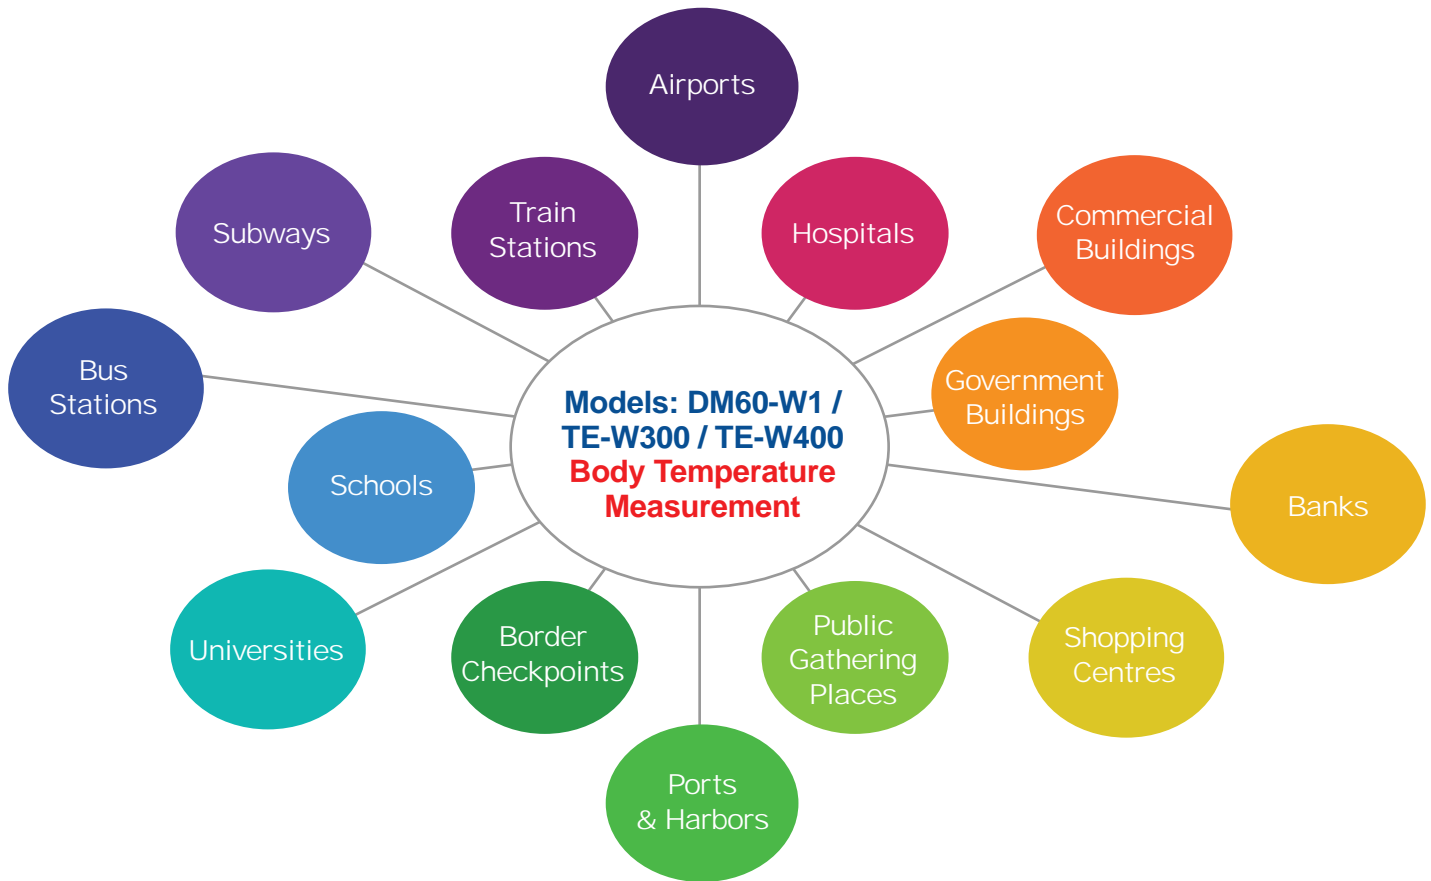 Airports
Subways
Train
Stations
Hospitals
Commercial
Buildings
Bus
Stations
Models: DM60-W1 /
TE-W300 / TE-W400
Body Temperature
Measurement
Government
Buildings
Schools
Banks
Universities
Border
Checkpoints
Public
Gathering
Places
Shopping
Centres
Ports
& Harbors